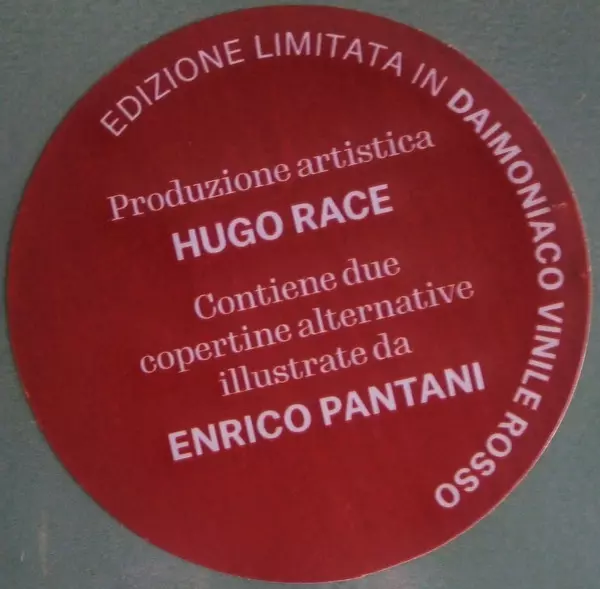 EDIZIONE LIMITATA IN DAIMONIACO VINILE ROSSO
Produzione artistica
HUGO RACE
Contiene due
copertine alternative
illustrate da
ENRICO PANTANI